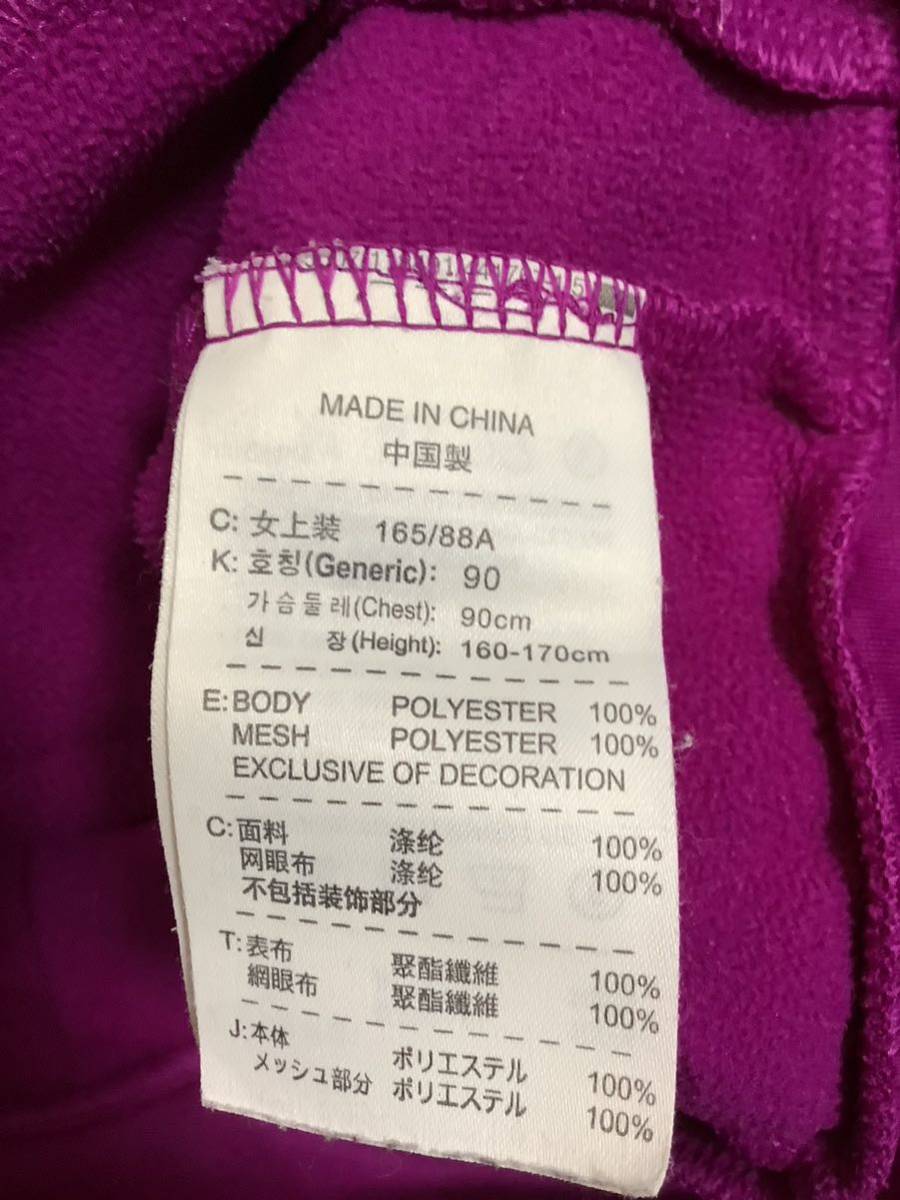 MADE IN CHINA
中国製
C: 女上装 165/88A
K: 호칭(Generic): 90
가슴둘레(Chest): 90cm
신 장(Height): 160-170cm
E: BODY POLYESTER 100%
MESH POLYESTER 100%
EXCLUSIVE OF DECORATION
C: 面料 涤纶 100%
网眼布 涤纶 100%
不包括装饰部分
T: 表布 聚酯纖維 100%
網眼布 聚酯纖維 100%
J: 本体 ポリエステル 100%
メッシュ部分 ポリエステル 100%